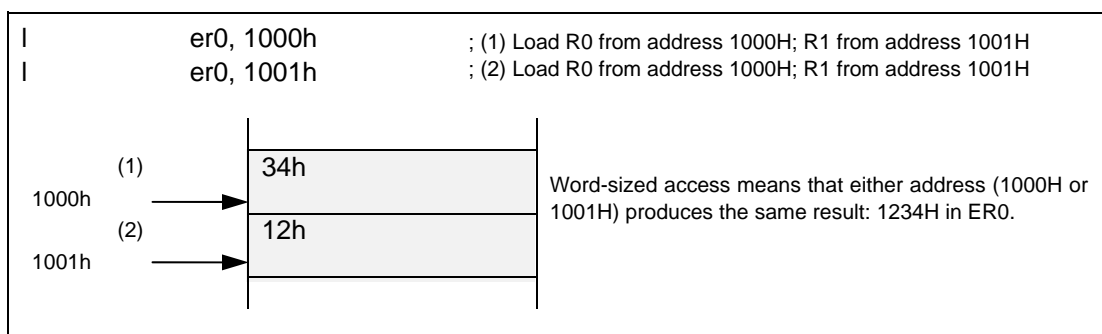 l er0, 1000h ; (1) Load R0 from address 1000H; R1 from address 1001H
l er0, 1001h ; (2) Load R0 from address 1000H; R1 from address 1001H
(1)
34h
1000h
Word-sized access means that either address (1000H or
1001H) produces the same result: 1234H in ER0.
(2)
12h
1001h